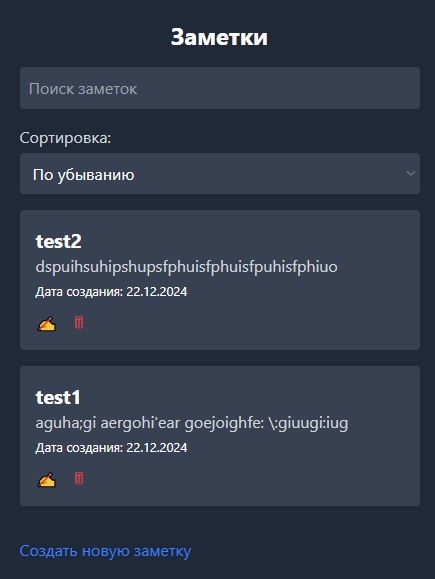 Заметки
Поиск заметок
Сортировка:
По убыванию
test2
dspuihsuhipshupsfphuisfphuisfpuhisfphiuo
Дата создания: 22.12.2024
test1
aguha;gi aergohi'ear goejoighfe: \:giuugi:iug
Дата создания: 22.12.2024
Создать новую заметку